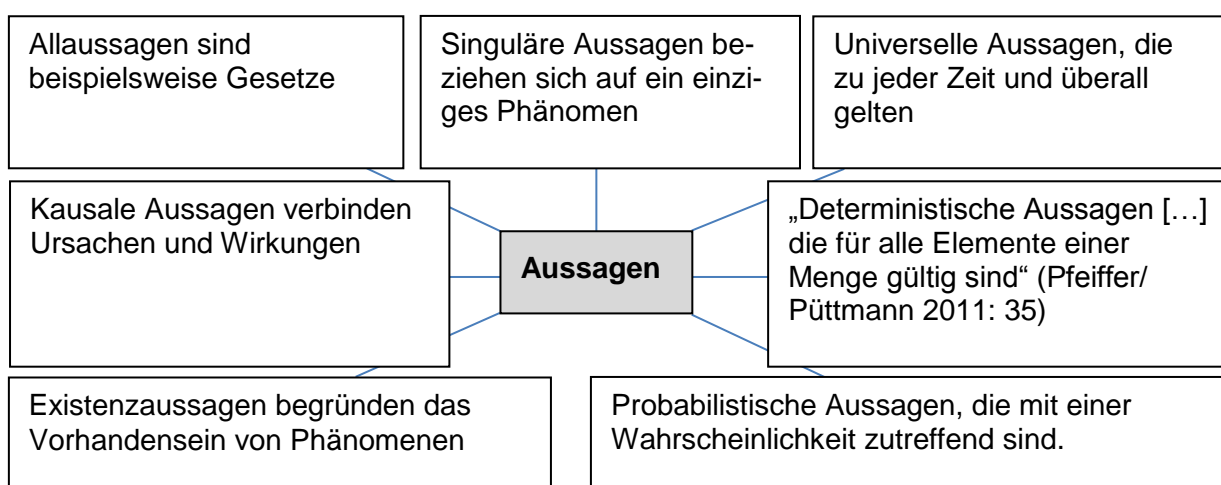 Allaussagen sind
beispielsweise Gesetze
Singuläre Aussagen be-
ziehen sich auf ein einzi-
ges Phänomen
Universelle Aussagen, die
zu jeder Zeit und überall
gelten
Kausale Aussagen verbinden
Ursachen und Wirkungen
Aussagen
„Deterministische Aussagen […]
die für alle Elemente einer
Menge gültig sind“ (Pfeiffer/
Püttmann 2011: 35)
Existenzaussagen begründen das
Vorhandensein von Phänomenen
Probabilistische Aussagen, die mit einer
Wahrscheinlichkeit zutreffend sind.